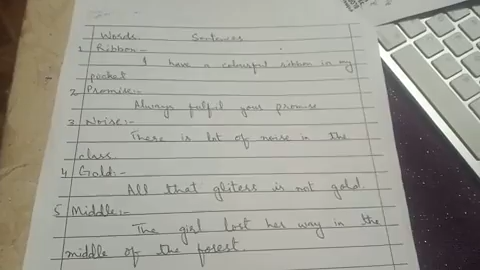 Words. Sentences
1 Ribbon:-
I have a colourful ribbon in my
pocket
2 Promise:-
Always fulfil your promise
3 Noise:-
There is lot of noise in the
class.
4 Gold:-
All that gliters is not gold.
5 Middle:-
The girl lost her way in the
middle of the forest.